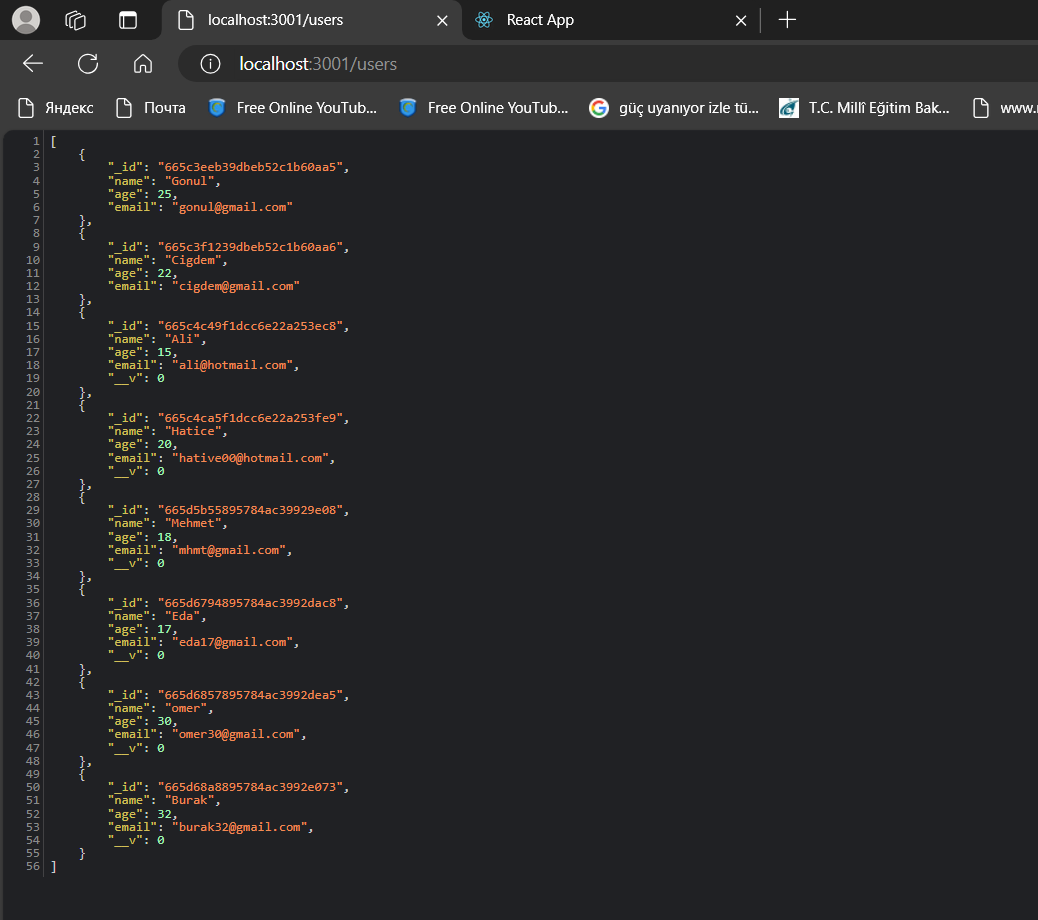 localhost:3001/users
React App
localhost:3001/users
Яндекс
Почта
Free Online YouTub...
Free Online YouTub...
güç uyanıyor izle tü...
T.C. Millî Eğitim Bak...
1 [
2 {
3 "_id": "665c3eeb39dbeb52c1b60aa5",
4 "name": "Gonul",
5 "age": 25,
6 "email": "gonul@gmail.com"
7 },
8 {
9 "_id": "665c3f1239dbeb52c1b60aa6",
10 "name": "Cigdem",
11 "age": 22,
12 "email": "cigdem@gmail.com"
13 },
14 {
15 "_id": "665c4c49f1dcc6e22a253ec8",
16 "name": "Ali",
17 "age": 15,
18 "email": "ali@hotmail.com",
19 "__v": 0
20 },
21 {
22 "_id": "665c4ca5f1dcc6e22a253fe9",
23 "name": "Hatice",
24 "age": 20,
25 "email": "hative00@hotmail.com",
26 "__v": 0
27 },
28 {
29 "_id": "665d5b55895784ac39929e08",
30 "name": "Mehmet",
31 "age": 18,
32 "email": "mhmt@gmail.com",
33 "__v": 0
34 },
35 {
36 "_id": "665d6794895784ac3992dac8",
37 "name": "Eda",
38 "age": 17,
39 "email": "eda17@gmail.com",
40 "__v": 0
41 },
42 {
43 "_id": "665d6857895784ac3992dea5",
44 "name": "omer",
45 "age": 30,
46 "email": "omer30@gmail.com",
47 "__v": 0
48 },
49 {
50 "_id": "665d68a8895784ac3992e073",
51 "name": "Burak",
52 "age": 32,
53 "email": "burak32@gmail.com",
54 "__v": 0
55 }
56 ]